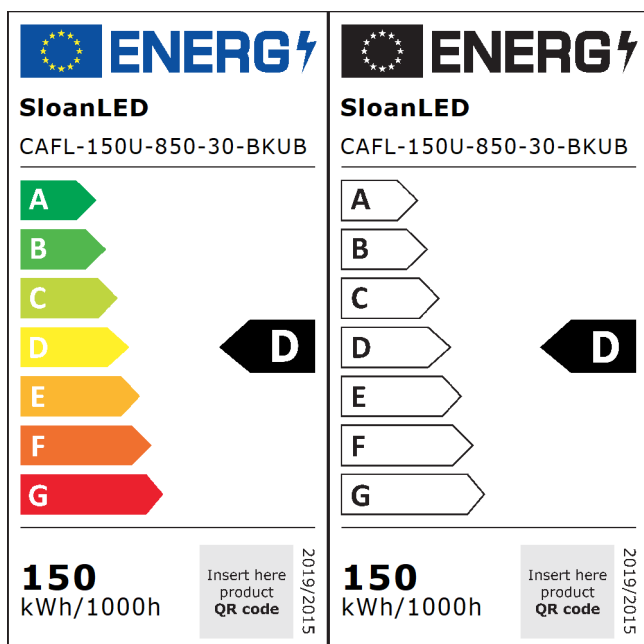 ENERG
SloanLED
CAFL-150U-850-30-BKUB
A
B
C
D
D
E
F
G
150
kWh/1000h
Insert here
product
QR code
2019/2015
ENERG
SloanLED
CAFL-150U-850-30-BKUB
A
B
C
D
D
E
F
G
150
kWh/1000h
Insert here
product
QR code
2019/2015